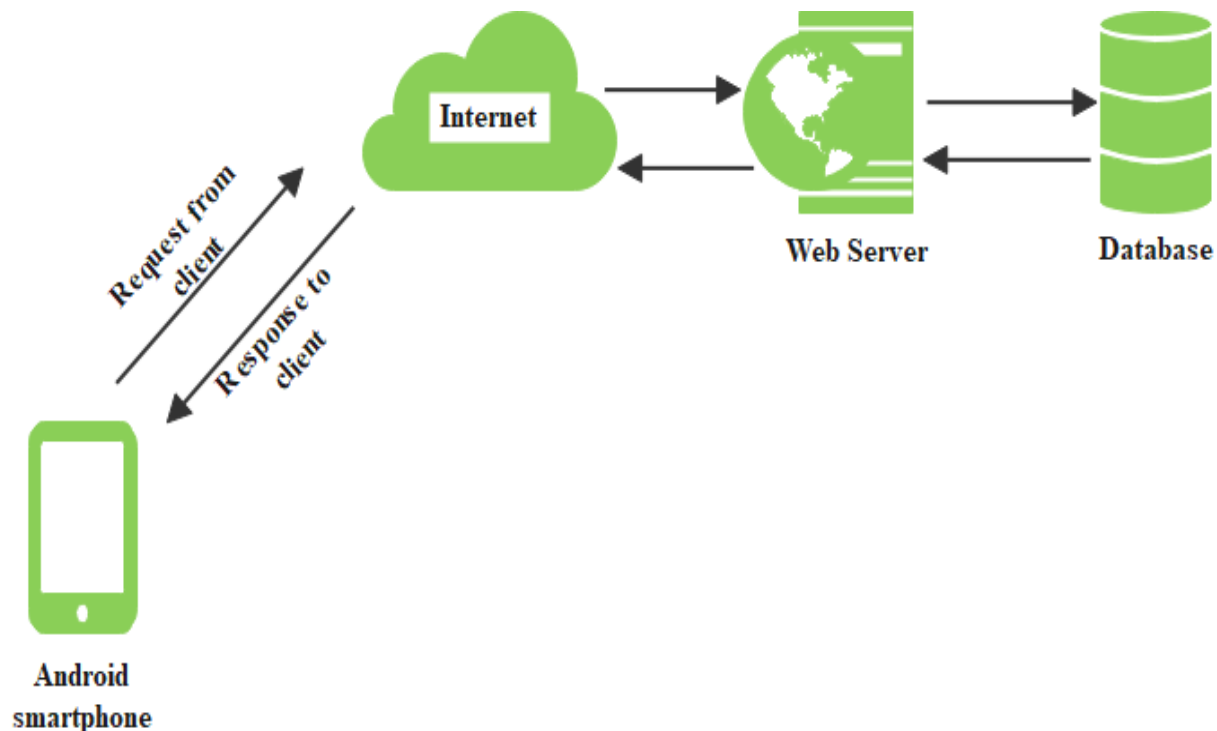 Internet
Request from
client
Response to
client
Web Server
Database
Android
smartphone